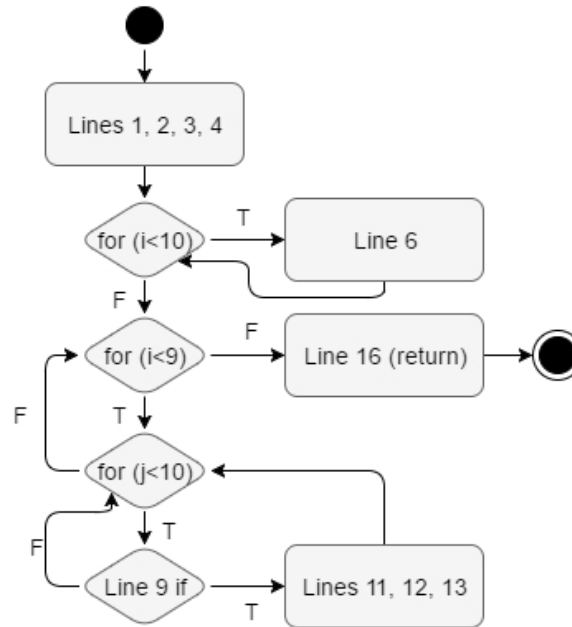 Lines 1, 2, 3, 4
for (i<10)
T
Line 6
F
for (i<9)
F
Line 16 (return)
T
F
for (j<10)
T
F
Line 9 if
T
Lines 11, 12, 13